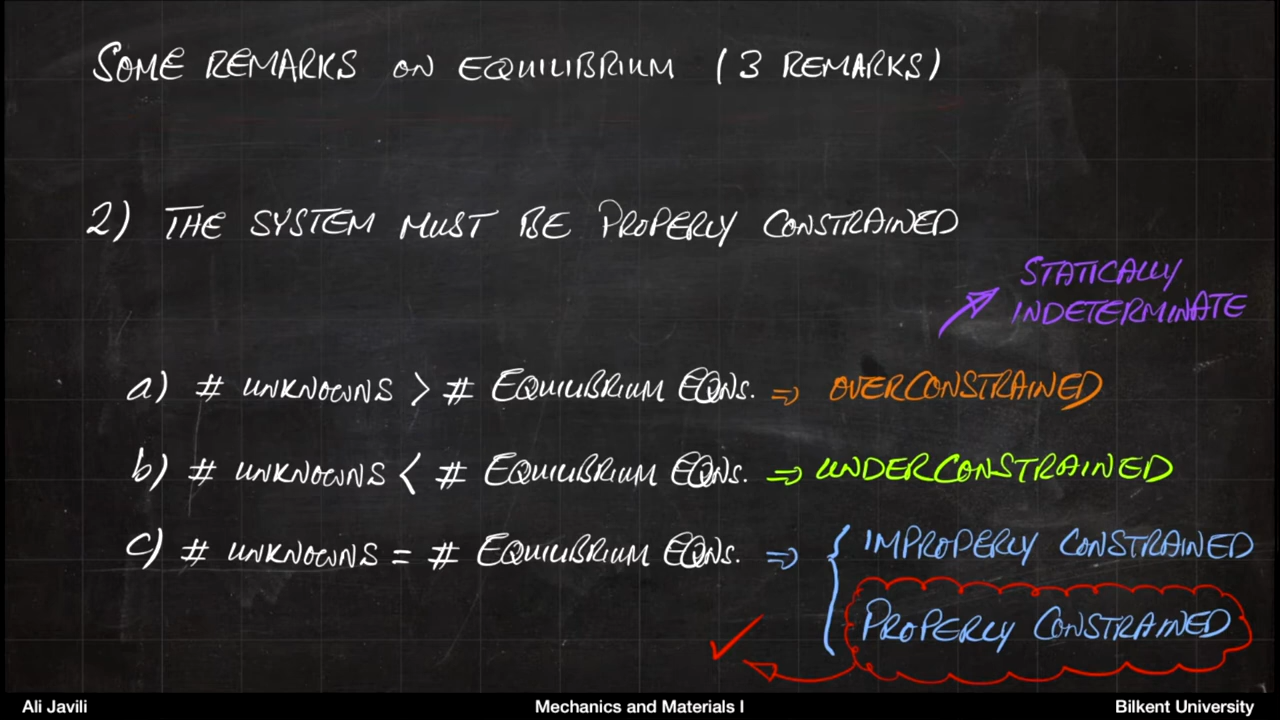 SOME REMARKS ON EQUILIBRIUM (3 REMARKS)
2) THE SYSTEM MUST BE PROPERLY CONSTRAINED
STATICALLY
INDETERMINATE
a) # UNKNOWNS > # EQUILIBRIUM EQNS. ⇒ OVERCONSTRAINED
b) # UNKNOWNS < # EQUILIBRIUM EQNS. ⇒ UNDERCONSTRAINED
c) # UNKNOWNS = # EQUILIBRIUM EQNS. ⇒ { IMPROPERLY CONSTRAINED
PROPERLY CONSTRAINED
Ali Javili Mechanics and Materials I Bilkent University